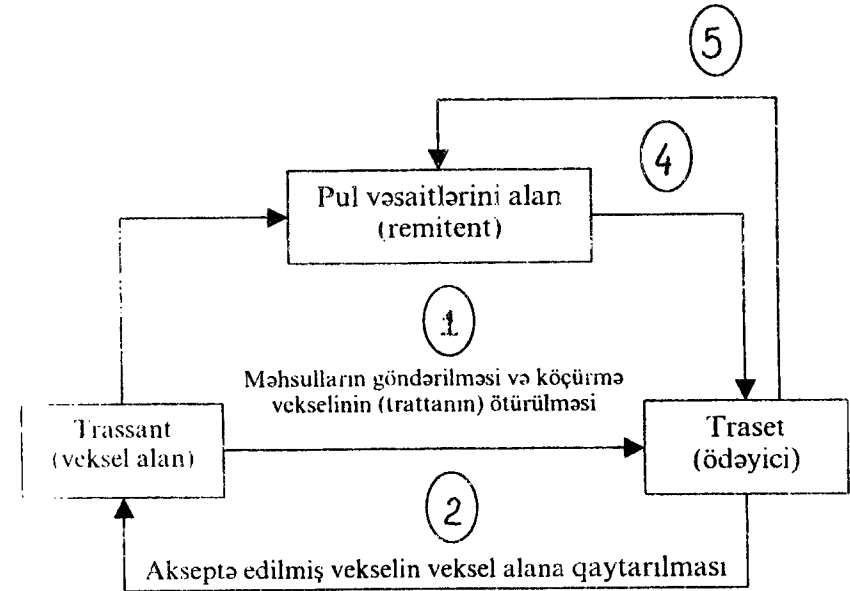 5
4
Pul vəsaitlərini alan
(remitent)
1
Məhsulların göndərilməsi və köçürmə
vekselinin (trattanın) ötürülməsi
Trassant
(veksel alan)
Traset
(ödəyici)
2
Akseptə edilmiş vekselin veksel alana qaytarılması